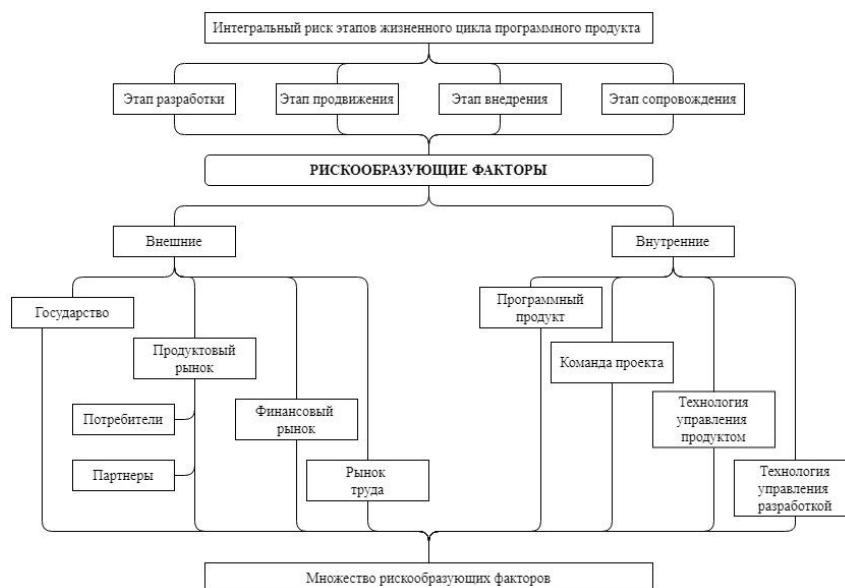 Интегральный риск этапов жизненного цикла программного продукта
Этап разработки
Этап продвижения
Этап внедрения
Этап сопровождения
РИСКООБРАЗУЮЩИЕ ФАКТОРЫ
Внешние
Внутренние
Государство
Продуктовый
рынок
Потребители
Партнеры
Финансовый
рынок
Рынок
труда
Программный
продукт
Команда проекта
Технология
управления
продуктом
Технология
управления
разработкой
Множество рискообразующих факторов